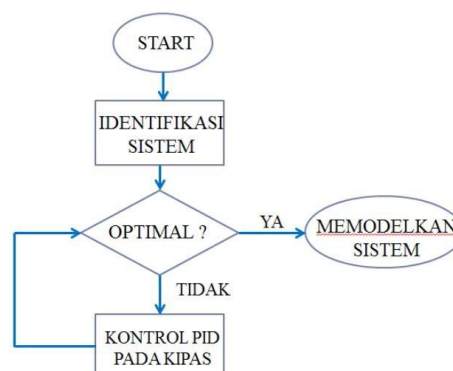 START
IDENTIFIKASI
SISTEM
OPTIMAL ?
YA
MEMODELKAN
SISTEM
TIDAK
KONTROL PID
PADA KIPAS